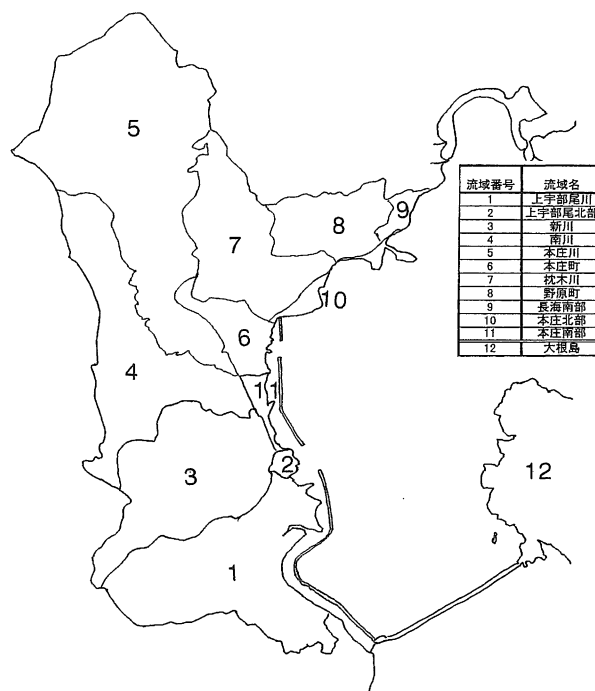 5
8
9
7
10
6
4
1 1
2
3
12
1
流域番号 流域名
1 上宇部尾川
2 上宇部尾北部
3 新川
4 南川
5 本庄川
6 本庄町
7 枕木川
8 野原町
9 長海南部
10 本庄北部
11 本庄南部
12 大根島